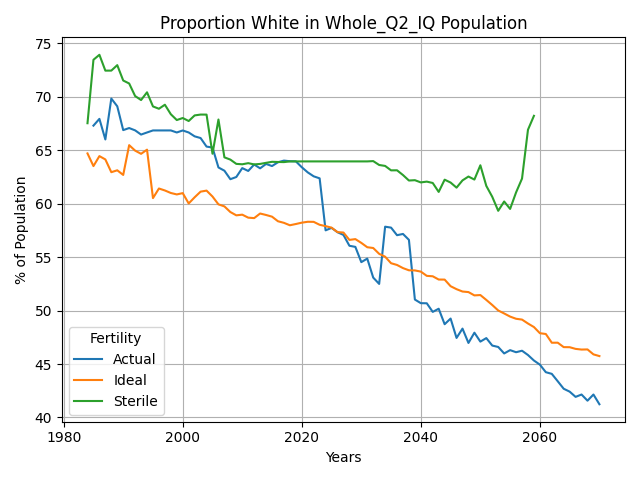 Proportion White in Whole_Q2_IQ Population
75
70
65
60
55
50
45
40
% of Population
Fertility
Actual
Ideal
Sterile
1980
2000
2020
2040
2060
Years